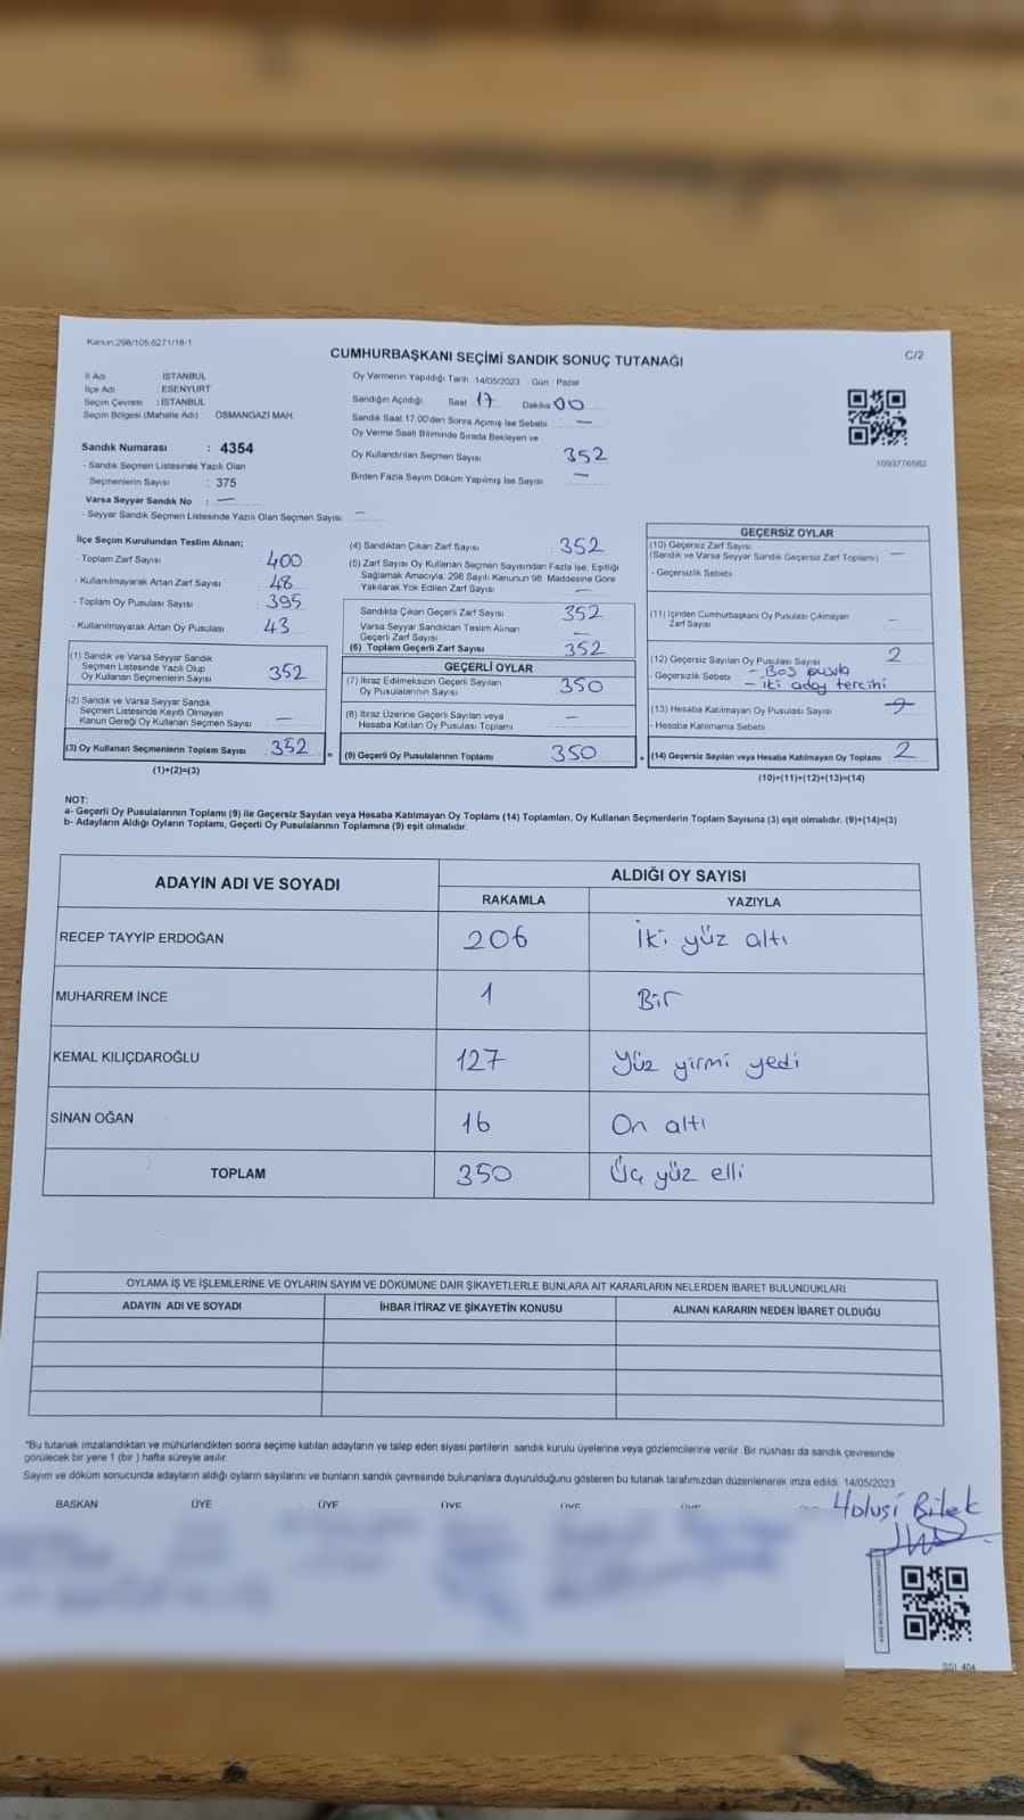 Kanun:298/105;6271/18-1
CUMHURBAŞKANI SEÇİMİ SANDIK SONUÇ TUTANAĞI
C/2
İl Adı : İSTANBUL
İlçe Adı : ESENYURT
Seçim Çevresi : İSTANBUL
Seçim Bölgesi (Mahalle Adı) OSMANGAZİ MAH.
Sandık Numarası : 4354
- Sandık Seçmen Listesinde Yazılı Olan
Seçmenlerin Sayısı : 375
Varsa Seyyar Sandık No : —
- Seyyar Sandık Seçmen Listesinde Yazılı Olan Seçmen Sayısı —
Oy Vermenin Yapıldığı Tarih 14/05/2023 Gün : Pazar
Sandığın Açıldığı Saat 17 Dakika 00
Sandık Saat 17.00'den Sonra Açılmış İse Sebebi —
Oy Verme Saati Bitiminde Sırada Bekleyen ve
Oy Kullandırılan Seçmen Sayısı 352
Birden Fazla Sayım Döküm Yapılmış İse Sayısı —
1093776582
İlçe Seçim Kurulundan Teslim Alınan;
- Toplam Zarf Sayısı : 400
- Kullanılmayarak Artan Zarf Sayısı : 48
- Toplam Oy Pusulası Sayısı : 395
- Kullanılmayarak Artan Oy Pusulası : 43
(1) Sandık ve Varsa Seyyar Sandık
Seçmen Listesinde Yazılı Olup
Oy Kullanan Seçmenlerin Sayısı 352
(2) Sandık ve Varsa Seyyar Sandık
Seçmen Listesinde Kayıtlı Olmayan
Kanun Gereği Oy Kullanan Seçmen Sayısı —
(3) Oy Kullanan Seçmenlerin Toplam Sayısı 352
(1)+(2)=(3)
(4) Sandıktan Çıkan Zarf Sayısı 352
(5) Zarf Sayısı Oy Kullanan Seçmen Sayısından Fazla İse, Eşitliği
Sağlamak Amacıyla; 298 Sayılı Kanunun 98. Maddesine Göre
Yakılarak Yok Edilen Zarf Sayısı —
Sandıkta Çıkan Geçerli Zarf Sayısı 352
Varsa Seyyar Sandıktan Teslim Alınan
Geçerli Zarf Sayısı —
(6) Toplam Geçerli Zarf Sayısı 352
GEÇERLİ OYLAR
(7) İtiraz Edilmeksizin Geçerli Sayılan
Oy Pusulalarının Sayısı 350
(8) İtiraz Üzerine Geçerli Sayılan veya
Hesaba Katılan Oy Pusulası Toplamı —
= (9) Geçerli Oy Pusulalarının Toplamı 350
GEÇERSİZ OYLAR
(10) Geçersiz Zarf Sayısı
(Sandık ve Varsa Seyyar Sandık Geçersiz Zarf Toplamı) —
- Geçersizlik Sebebi
(11) İçinden Cumhurbaşkanı Oy Pusulası Çıkmayan
Zarf Sayısı —
(12) Geçersiz Sayılan Oy Pusulası Sayısı 2
- Geçersizlik Sebebi - Boş pusula
- iki aday tercihi
(13) Hesaba Katılmayan Oy Pusulası Sayısı
- Hesaba Katılmama Sebebi
+ (14) Geçersiz Sayılan veya Hesaba Katılmayan Oy Toplamı 2
(10)+(11)+(12)+(13)=(14)
NOT:
a- Geçerli Oy Pusulalarının Toplamı (9) ile Geçersiz Sayılan veya Hesaba Katılmayan Oy Toplamı (14) Toplamları, Oy Kullanan Seçmenlerin Toplam Sayısına (3) eşit olmalıdır. (9)+(14)=(3)
b- Adayların Aldığı Oyların Toplamı, Geçerli Oy Pusulalarının Toplamına (9) eşit olmalıdır.
ADAYIN ADI VE SOYADI ALDIĞI OY SAYISI
RAKAMLA YAZIYLA
RECEP TAYYİP ERDOĞAN 206 İki yüz altı
MUHARREM İNCE 1 Bir
KEMAL KILIÇDAROĞLU 127 Yüz yirmi yedi
SİNAN OĞAN 16 On altı
TOPLAM 350 Üç yüz elli
OYLAMA İŞ VE İŞLEMLERİNE VE OYLARIN SAYIM VE DÖKÜMÜNE DAİR ŞİKAYETLERLE BUNLARA AİT KARARLARIN NELERDEN İBARET BULUNDUKLARI
ADAYIN ADI VE SOYADI İHBAR İTİRAZ VE ŞİKAYETİN KONUSU ALINAN KARARIN NEDEN İBARET OLDUĞU
"Bu tutanak imzalandıktan ve mühürlendikten sonra seçime katılan adayların ve talep eden siyasi partilerin sandık kurulu üyelerine veya gözlemcilerine verilir. Bir nüshası da sandık çevresinde
görülecek bir yere 1 (bir ) hafta süreyle asılır.
Sayım ve döküm sonucunda adayların aldığı oyların sayılarını ve bunların sandık çevresinde bulunanlara duyurulduğunu gösteren bu tutanak tarafımızdan düzenlenerek imza edildi. 14/05/2023
BAŞKAN ÜYE ÜYE ÜYE ÜYE ÜYE
Hulusi Bilek